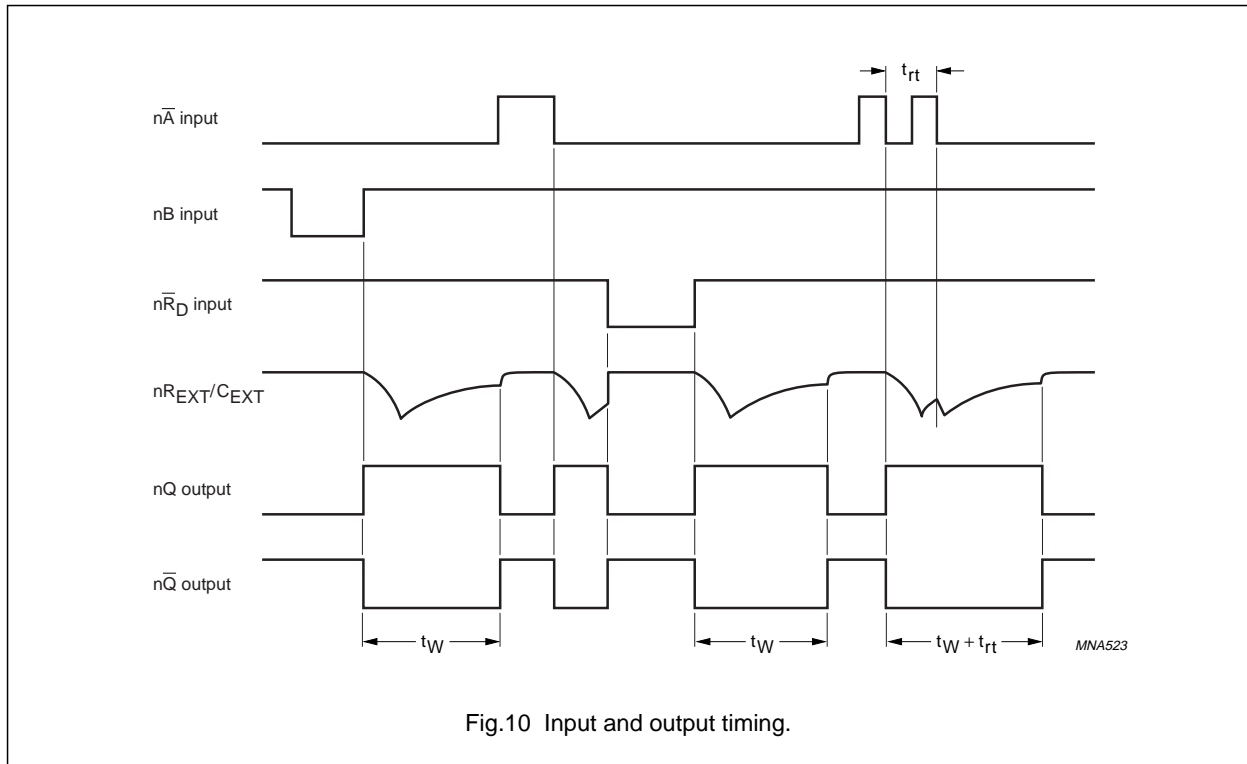 t_rt
nA̅ input
nB input
nR̅_D input
nR_EXT/C_EXT
nQ output
nQ̅ output
t_W
t_W
t_W + t_rt
MNA523
Fig.10 Input and output timing.